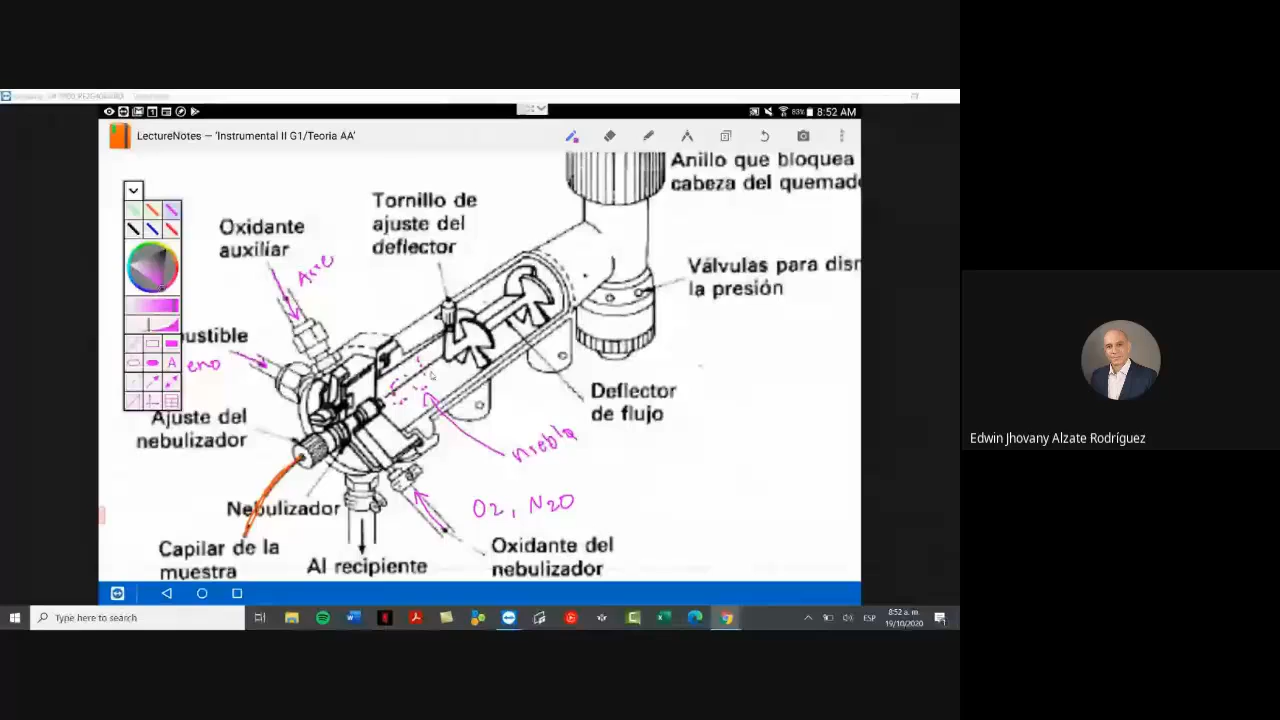 8:52 AM
LectureNotes — 'Instrumental II G1/Teoria AA'
Anillo que bloquea
cabeza del quemad
Tornillo de
ajuste del
deflector
Oxidante
auxiliar
Aire
Válvulas para dism
la presión
ustible
eno
Deflector
de flujo
Ajuste del
nebulizador
niebla
Nebulizador
O2, N2O
Capilar de la
muestra
Al recipiente
Oxidante del
nebulizador
Edwin Jhovany Alzate Rodríguez
Type here to search
ESP
8:52 a. m.
19/10/2020